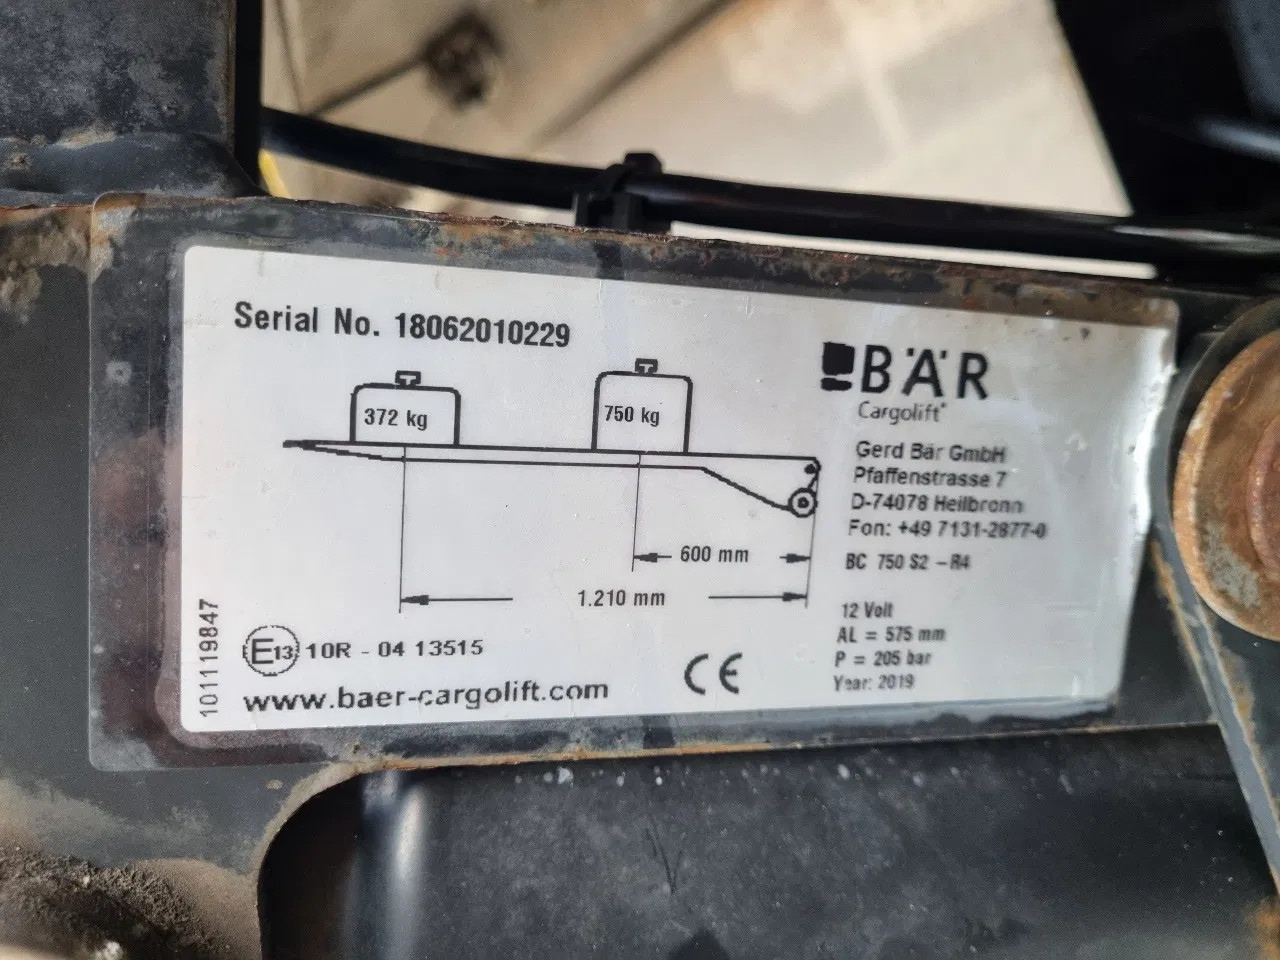 Serial No. 18062010229
372 kg
750 kg
600 mm
1.210 mm
BÄR
Cargolift®
Gerd Bär GmbH
Pfaffenstrasse 7
D-74078 Heilbronn
Fon: +49 7131-2877-0
BC 750 S2 - R4
12 Volt
AL = 575 mm
P = 205 bar
Year: 2019
101119847
E13 10R - 04 13515
www.baer-cargolift.com
CE